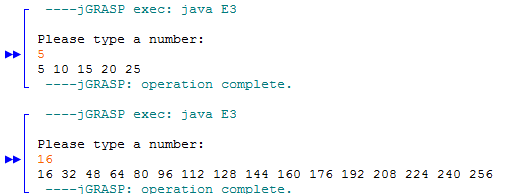 ----jGRASP exec: java E3
Please type a number:
5
5 10 15 20 25
----jGRASP: operation complete.
----jGRASP exec: java E3
Please type a number:
16
16 32 48 64 80 96 112 128 144 160 176 192 208 224 240 256
----jGRASP: operation complete.